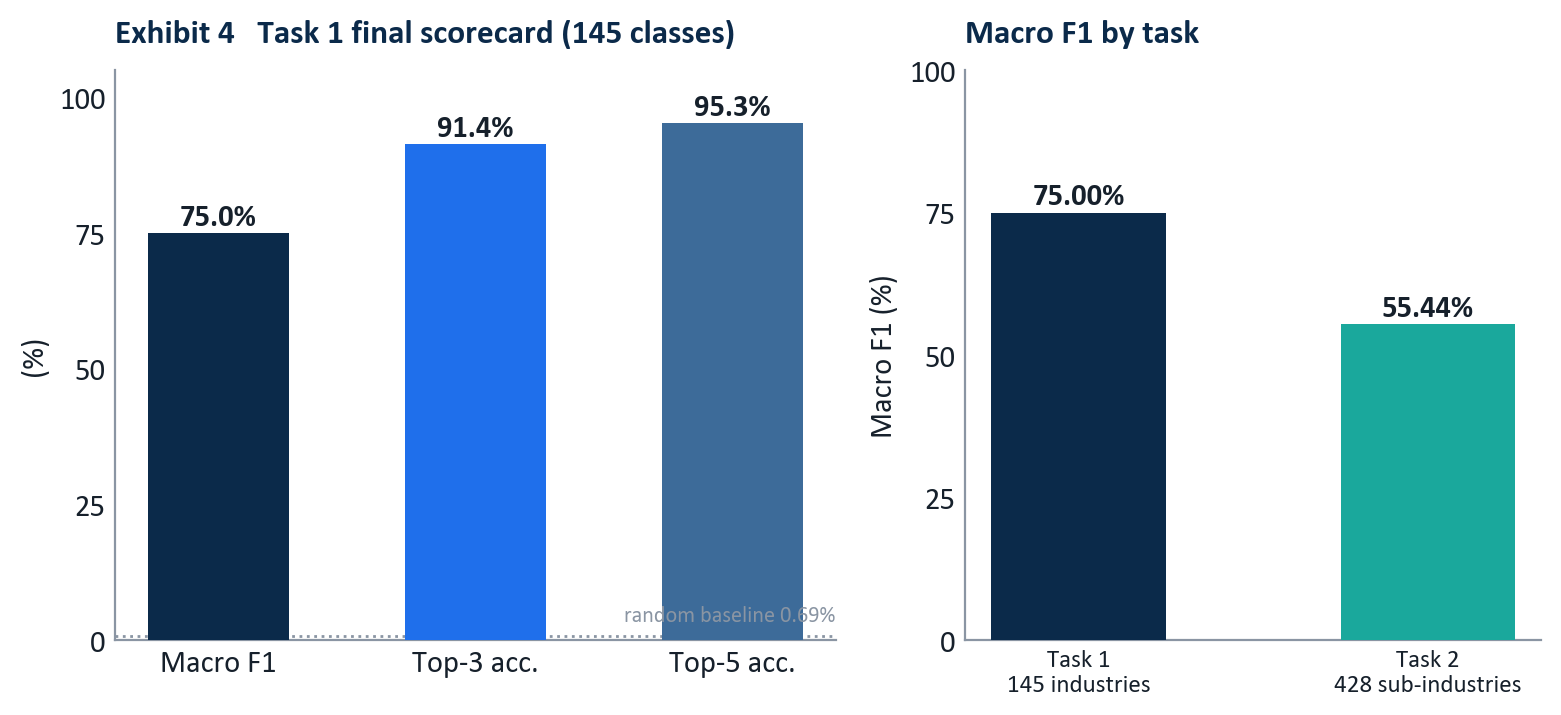 Exhibit 4   Task 1 final scorecard (145 classes)
100
75
50
25
0
(%)
75.0%
91.4%
95.3%
random baseline 0.69%
Macro F1
Top-3 acc.
Top-5 acc.
Macro F1 by task
100
75
50
25
0
Macro F1 (%)
75.00%
55.44%
Task 1
145 industries
Task 2
428 sub-industries